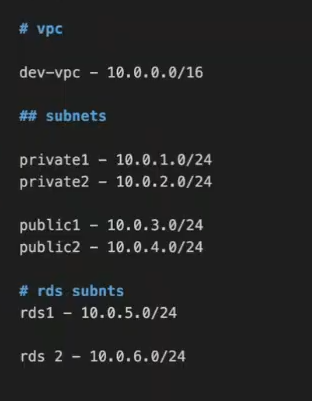 # vpc
dev-vpc - 10.0.0.0/16
## subnets
private1 - 10.0.1.0/24
private2 - 10.0.2.0/24
public1 - 10.0.3.0/24
public2 - 10.0.4.0/24
# rds subnts
rds1 - 10.0.5.0/24
rds 2 - 10.0.6.0/24